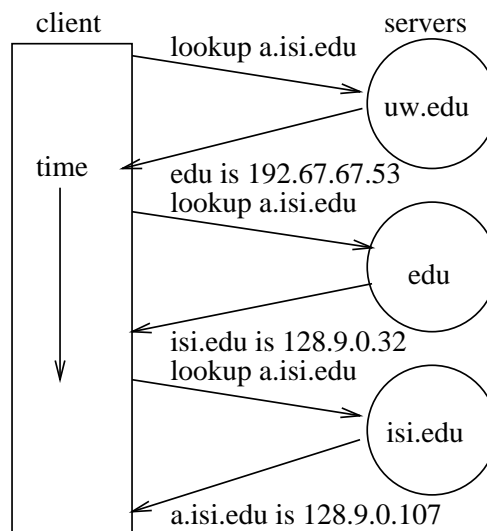 client
servers
lookup a.isi.edu
uw.edu
time
edu is 192.67.67.53
lookup a.isi.edu
edu
isi.edu is 128.9.0.32
lookup a.isi.edu
isi.edu
a.isi.edu is 128.9.0.107